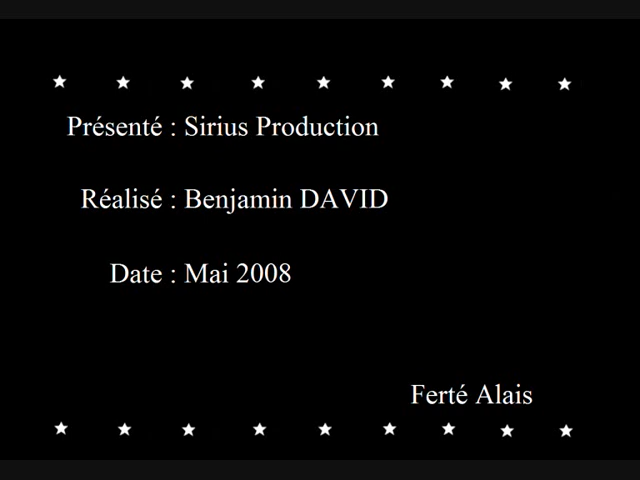 Présenté : Sirius Production
Réalisé : Benjamin DAVID
Date : Mai 2008
Ferté Alais